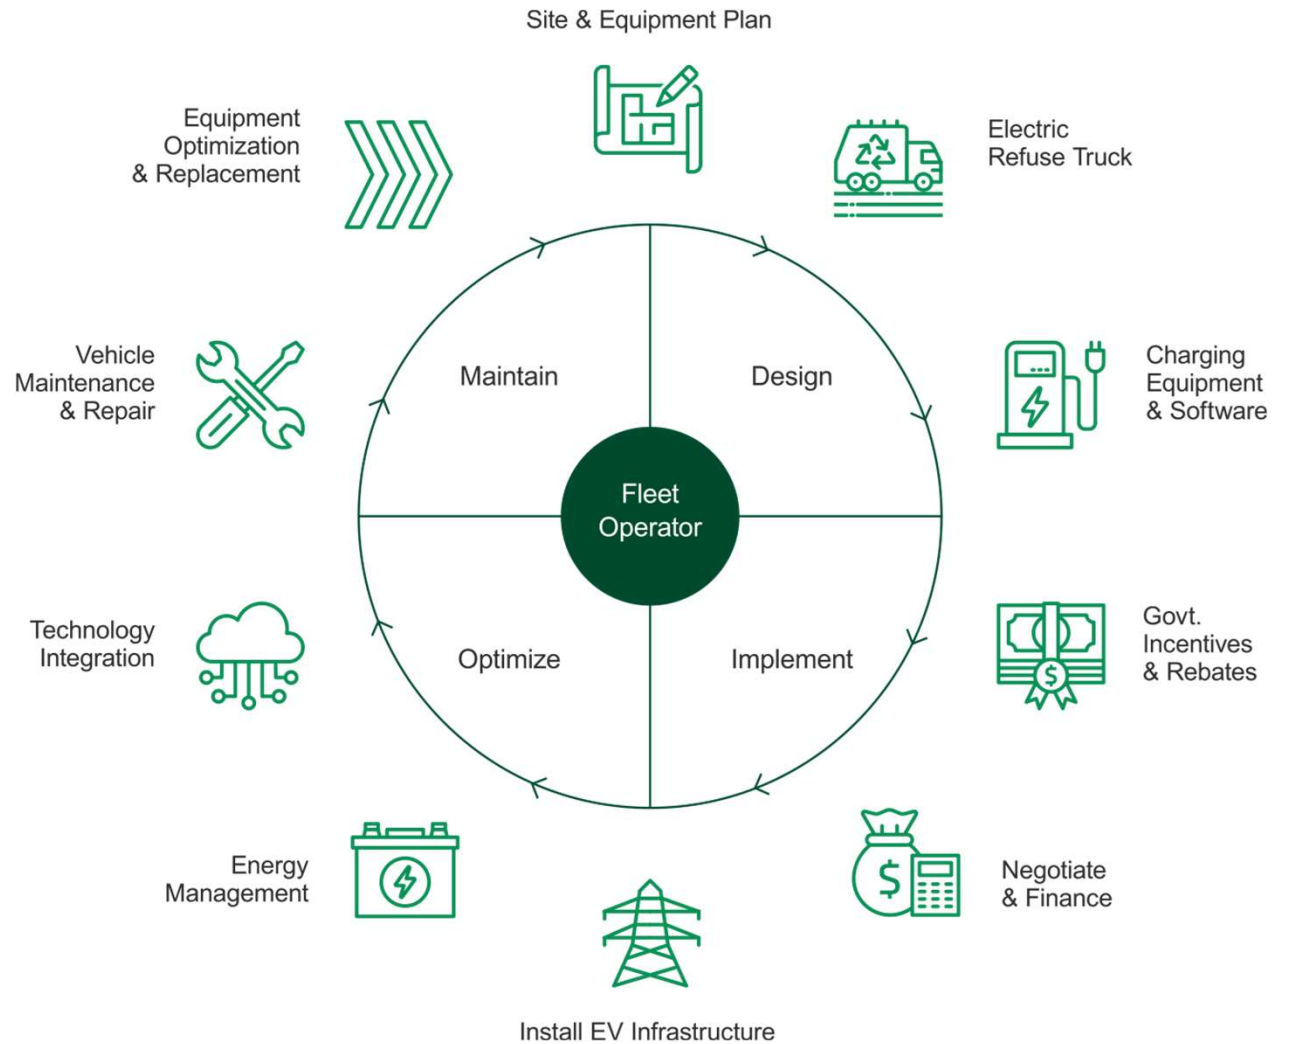 Site & Equipment Plan
Equipment
Optimization
& Replacement
Electric
Refuse Truck
Vehicle
Maintenance
& Repair
Maintain
Design
Charging
Equipment
& Software
Fleet
Operator
Technology
Integration
Optimize
Implement
Govt.
Incentives
& Rebates
$
Energy
Management
$
Negotiate
& Finance
Install EV Infrastructure